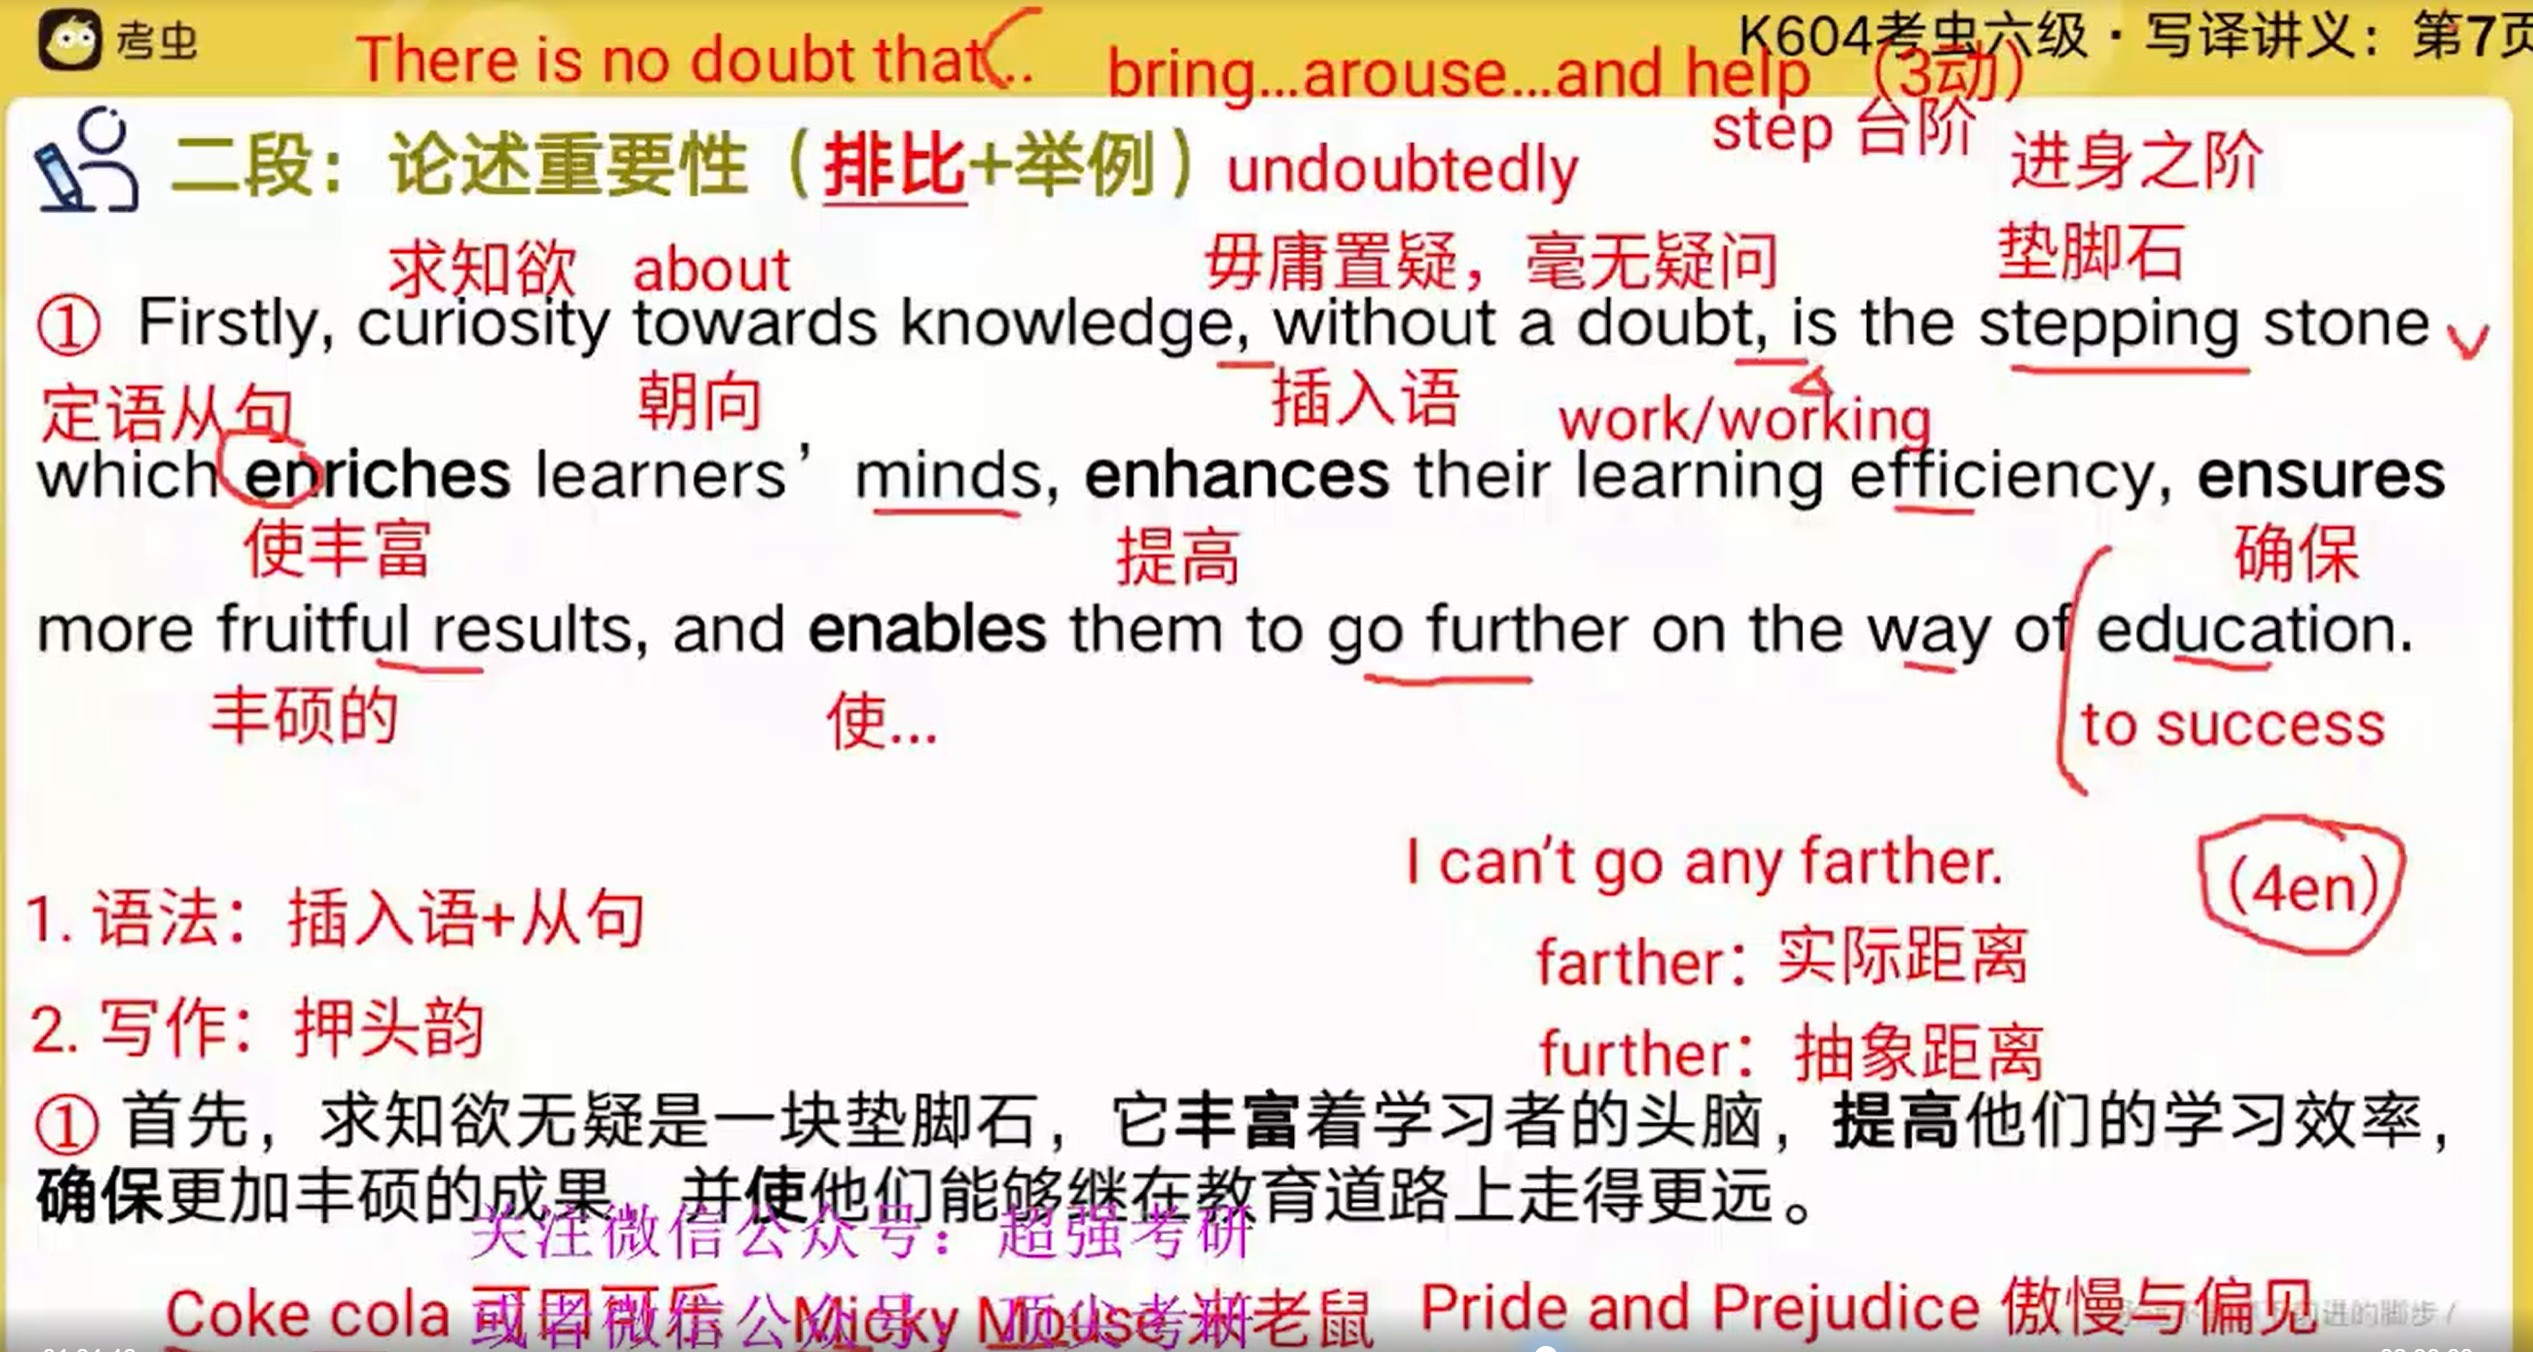 考虫
There is no doubt that...
K604考虫六级·写译讲义：第7页
bring...arouse...and help （3动）
step 台阶
二段：论述重要性（排比+举例）
undoubtedly
进身之阶
求知欲 about
毋庸置疑，毫无疑问
垫脚石
① Firstly, curiosity towards knowledge, without a doubt, is the stepping stone
定语从句
朝向
插入语
work/working
which enriches learners’ minds, enhances their learning efficiency, ensures
使丰富
提高
确保
more fruitful results, and enables them to go further on the way of education.
丰硕的
使...
to success
I can’t go any farther.
（4en）
1. 语法：插入语+从句
farther：实际距离
2. 写作：押头韵
further：抽象距离
① 首先，求知欲无疑是一块垫脚石，它丰富着学习者的头脑，提高他们的学习效率，
确保更加丰硕的成果，并使他们能够继在教育道路上走得更远。
关注微信公众号：超强考研
或者微信公众号：顶尖考研
Coke cola 可口可乐
Micky Mouse 米老鼠
Pride and Prejudice 傲慢与偏见